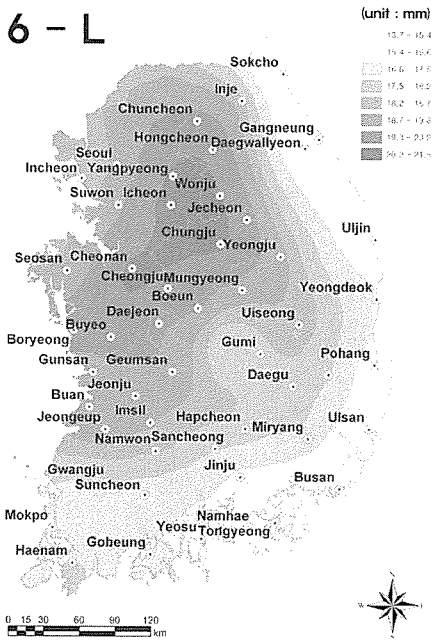 6 - L
(unit : mm)
Sokcho
Inje
Chuncheon
Hongcheon
Gangneung
Daegwallyeon
Seoul
Yangpyeong
Incheon
Wonju
Suwon
Icheon
Jecheon
Chungju
Uljin
Yeongju
Seosan
Cheonan
Cheongju
Mungyeong
Yeongdeok
Boeun
Daejeon
Uiseong
Buyeo
Boryeong
Gumi
Pohang
Gunsan
Geumsan
Daegu
Jeonju
Buan
Imsil
Hapcheon
Ulsan
Jeongeup
Miryang
Namwon
Sancheong
Gwangju
Jinju
Suncheon
Busan
Mokpo
Namhae
Yeosu
Tongyeong
Haenam
Gobeung
0 15 30 60 90 120
km